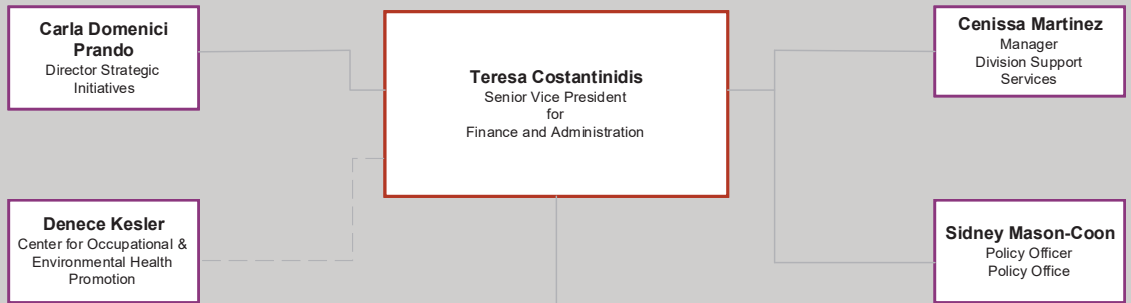 Carla Domenici
Prando
Director Strategic
Initiatives
Teresa Costantinidis
Senior Vice President
for
Finance and Administration
Cenissa Martinez
Manager
Division Support
Services
Denece Kesler
Center for Occupational &
Environmental Health
Promotion
Sidney Mason-Coon
Policy Officer
Policy Office